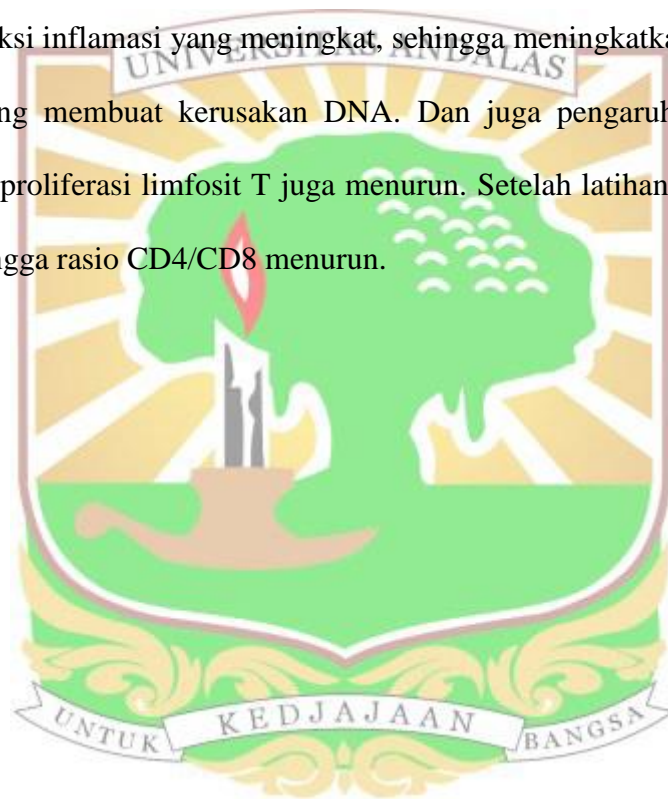 ksi inflamasi yang meningkat, sehingga meningkatka
UNIVERSITAS ANDALAS
ng membuat kerusakan DNA. Dan juga pengaruh
proliferasi limfosit T juga menurun. Setelah latihan
ngga rasio CD4/CD8 menurun.
UNTUK KEDJAJAAN BANGSA